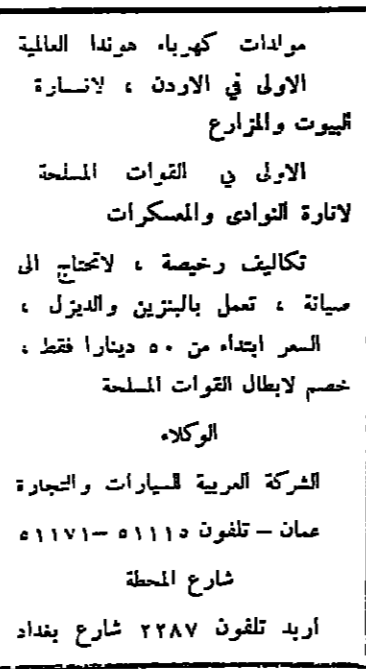 مولدات كهرباء هوندا العالمية
الاولى في الاردن ، لانسارة
البيوت والمزارع
الاولى في القوات المسلحة
لانارة النوادى والمعسكرات
تكاليف رخيصة ، لاتحتاج الى
صيانة ، تعمل بالبنزين والديزل ،
السعر ابتداء من ٥٠ دينارا فقط ،
خصم لابطال القوات المسلحة
الوكلاء
الشركة العربية للسيارات والتجارة
عمان – تلفون ٥١١١٥ – ٥١١٧١
شارع المحطة
اربد تلفون ٢٢٨٧ شارع بغداد